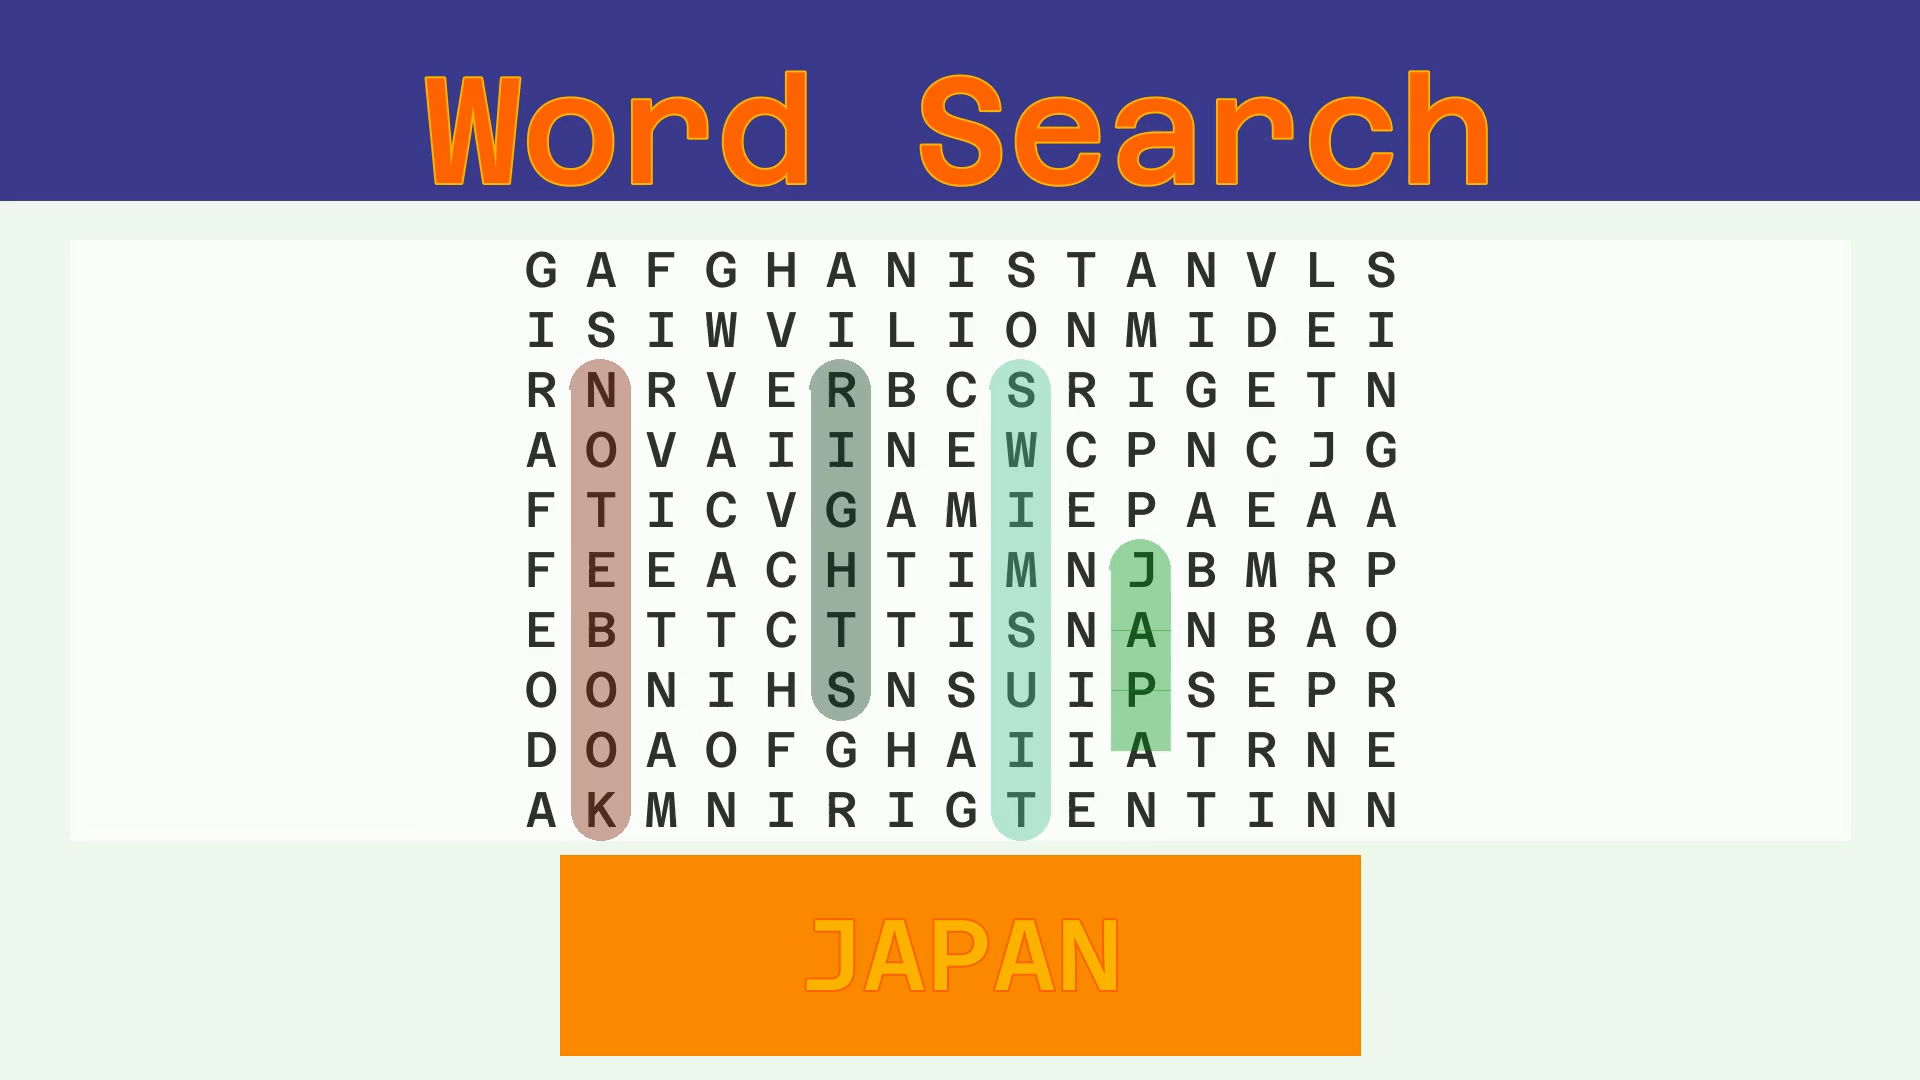 Word Search
G A F G H A N I S T A N V L S
I S I W V I L I O N M I D E I
R N R V E R B C S R I G E T N
A O V A I I N E W C P N C J G
F T I C V G A M I E P A E A A
F E E A C H T I M N J B M R P
E B T T C T T I S N A N B A O
O O N I H S N S U I P S E P R
D O A O F G H A I I A T R N E
A K M N I R I G T E N T I N N
JAPAN